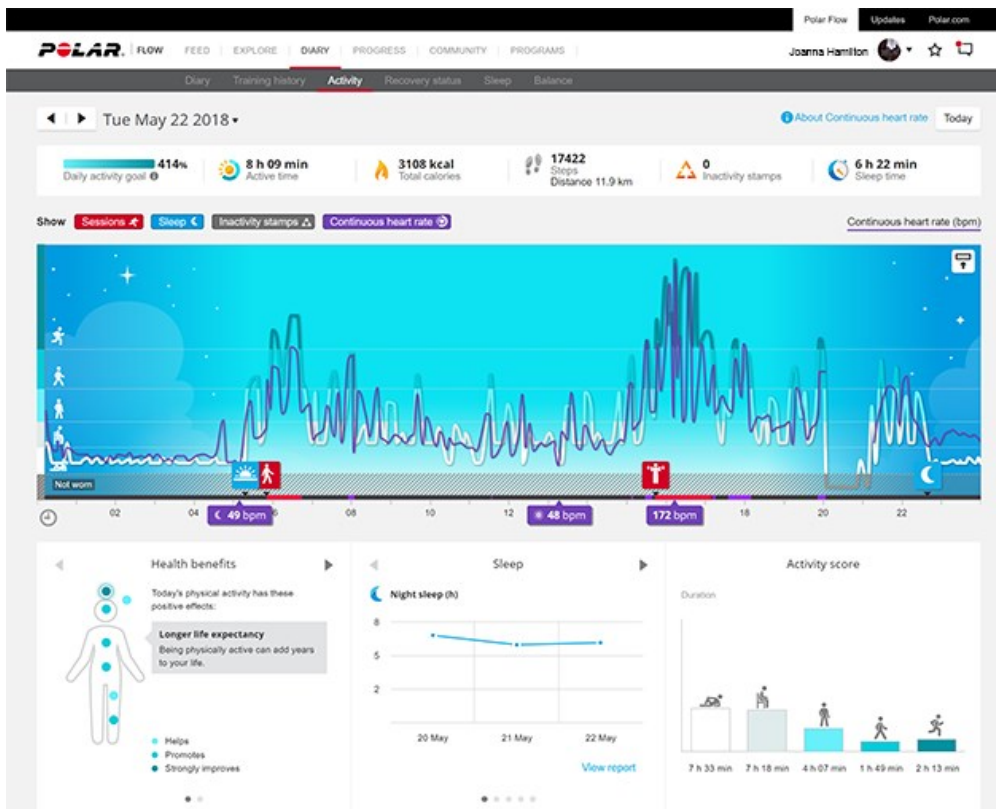 Polar Flow Updates Polar.com
POLAR. FLOW FEED EXPLORE DIARY PROGRESS COMMUNITY PROGRAMS Joanna Hamilton
Diary Training history Activity Recovery status Sleep Balance
Tue May 22 2018 About Continuous heart rate Today
414% 8 h 09 min 3108 kcal 17422 0 6 h 22 min
Daily activity goal Active time Total calories Steps Inactivity stamps Sleep time
Distance 11.9 km
Show Sessions Sleep Inactivity stamps Continuous heart rate Continuous heart rate (bpm)
Not worn
02 04 6 08 10 12 18 20 22
49 bpm 48 bpm 172 bpm
Health benefits
Today's physical activity has these
positive effects:
Longer life expectancy
Being physically active can add years
to your life.
Helps
Promotes
Strongly improves
Sleep
Night sleep (h)
8
5
2
20 May 21 May 22 May
View report
Activity score
Duration
7 h 33 min 7 h 18 min 4 h 07 min 1 h 49 min 2 h 13 min